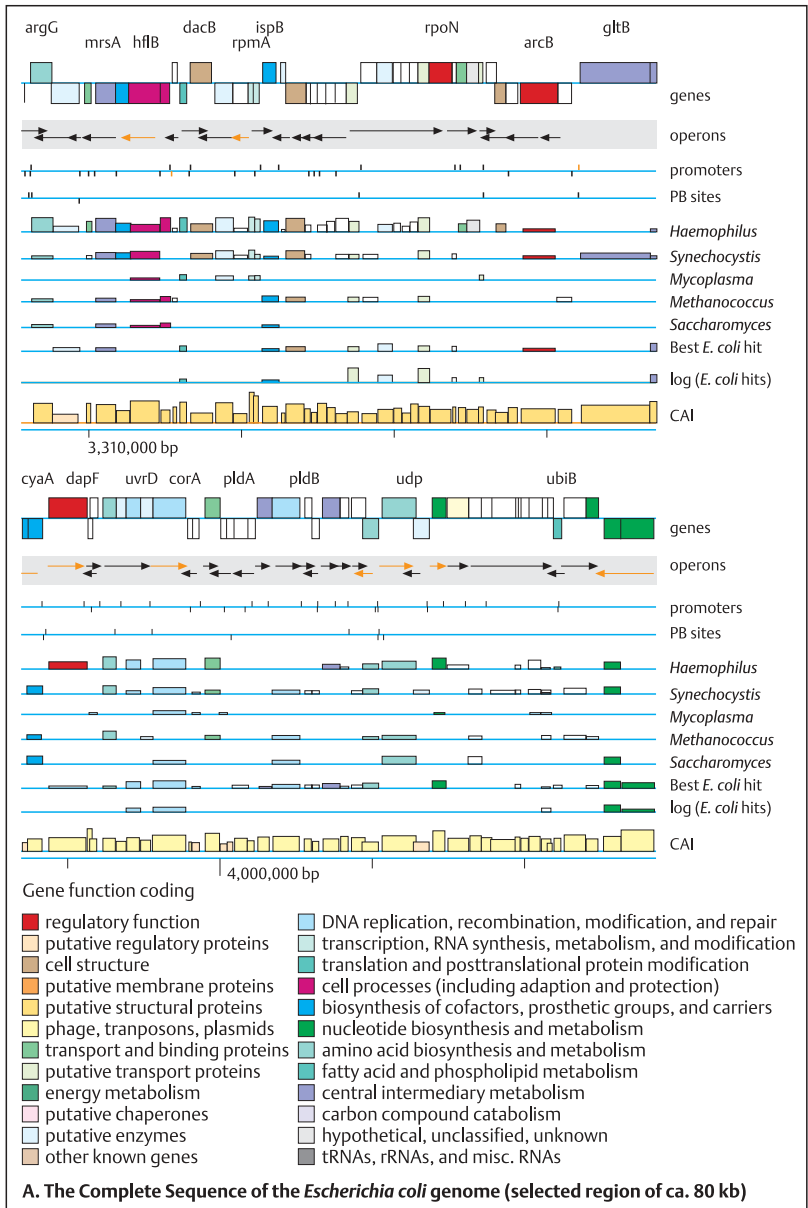 argG dacB ispB rpoN gltB
mrsA hflB rpmA arcB
genes
operons
promoters
PB sites
Haemophilus
Synechocystis
Mycoplasma
Methanococcus
Saccharomyces
Best E. coli hit
log (E. coli hits)
CAI
3,310,000 bp
cyaA dapF uvrD corA pldA pldB udp ubiB
genes
operons
promoters
PB sites
Haemophilus
Synechocystis
Mycoplasma
Methanococcus
Saccharomyces
Best E. coli hit
log (E. coli hits)
CAI
4,000,000 bp
Gene function coding
regulatory function
putative regulatory proteins
cell structure
putative membrane proteins
putative structural proteins
phage, tranposons, plasmids
transport and binding proteins
putative transport proteins
energy metabolism
putative chaperones
putative enzymes
other known genes
DNA replication, recombination, modification, and repair
transcription, RNA synthesis, metabolism, and modification
translation and posttranslational protein modification
cell processes (including adaption and protection)
biosynthesis of cofactors, prosthetic groups, and carriers
nucleotide biosynthesis and metabolism
amino acid biosynthesis and metabolism
fatty acid and phospholipid metabolism
central intermediary metabolism
carbon compound catabolism
hypothetical, unclassified, unknown
tRNAs, rRNAs, and misc. RNAs
A. The Complete Sequence of the Escherichia coli genome (selected region of ca. 80 kb)